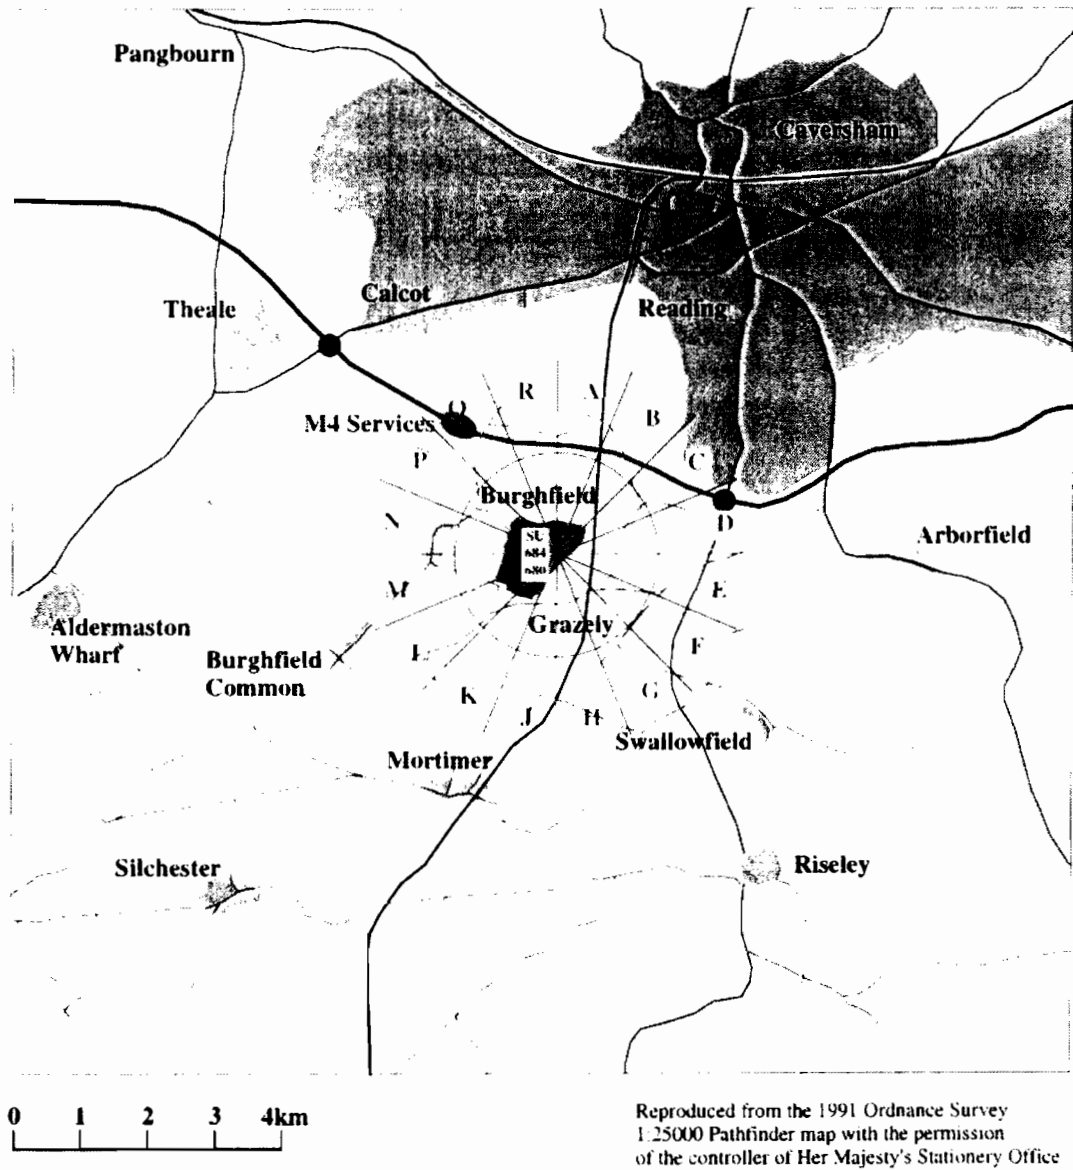 Pangbourn
Caversham
Theale
Calcot
Reading
R
A
B
M4 Services
Q
P
C
Burghfield
D
N
SU
684
680
Arborfield
M
E
Aldermaston
Wharf
Grazely
Burghfield
Common
L
F
K
G
J
H
Swallowfield
Mortimer
Silchester
Riseley
0 1 2 3 4km
Reproduced from the 1991 Ordnance Survey
1:25000 Pathfinder map with the permission
of the controller of Her Majesty's Stationery Office